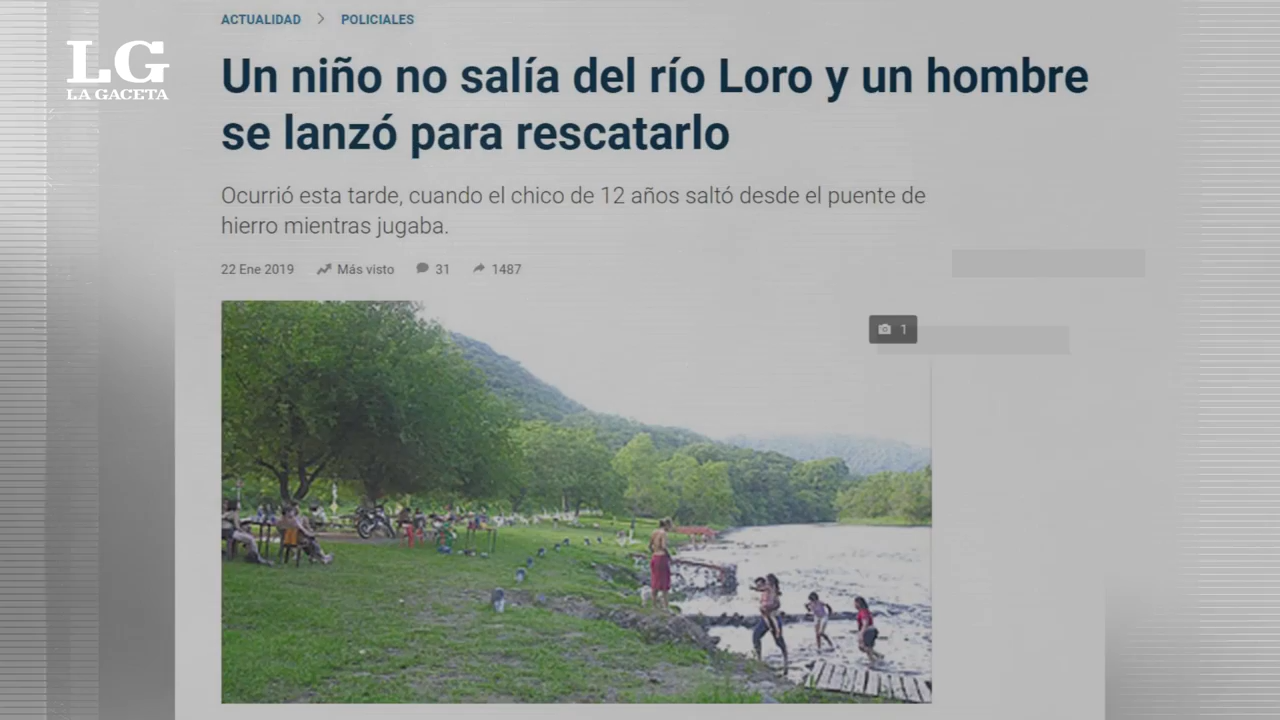 ACTUALIDAD > POLICIALES
LG
LA GACETA
Un niño no salía del río Loro y un hombre
se lanzó para rescatarlo
Ocurrió esta tarde, cuando el chico de 12 años saltó desde el puente de
hierro mientras jugaba.
22 Ene 2019 Más visto 31 1487
1